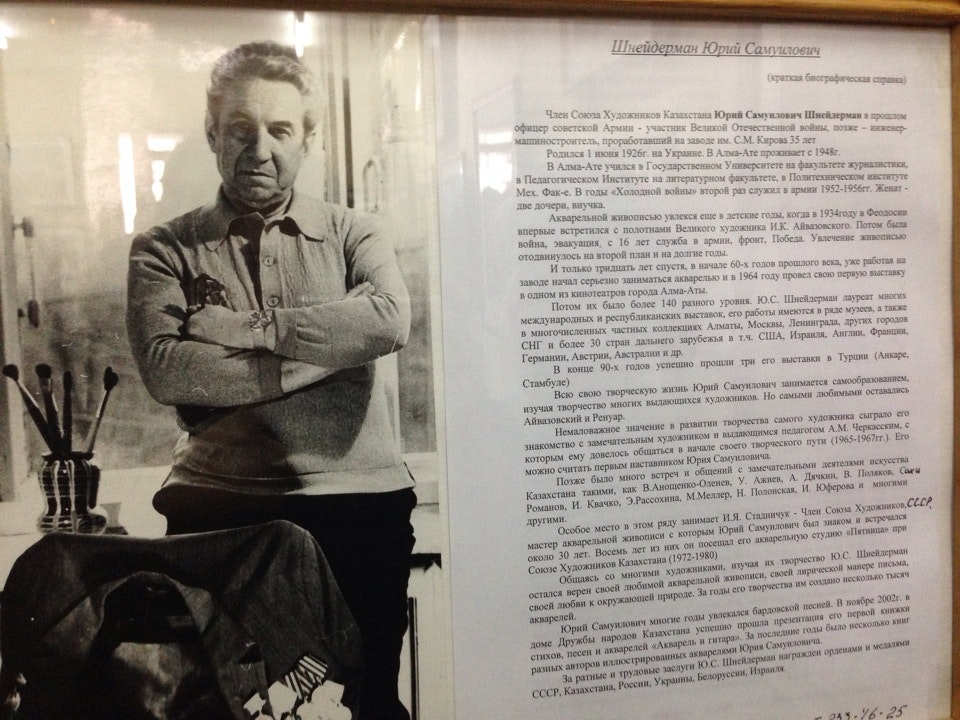 Шнейдерман Юрий Самуилович
(краткая биографическая справка)
Член Союза Художников Казахстана Юрий Самуилович Шнейдерман в прошлом
офицер советской Армии - участник Великой Отечественной войны, позже – инженер-
машиностроитель, проработавший на заводе им. С.М. Кирова 35 лет
Родился 1 июня 1926г. на Украине. В Алма-Ате проживает с 1948г.
В Алма-Ате учился в Государственном Университете на факультете журналистики,
в Педагогическом Институте на литературном факультете, в Политехническом институте
Мех. Фак-е. В годы «Холодной войны» второй раз служил в армии 1952-1956гг. Женат -
две дочери, внучка.
Акварельной живописью увлекся еще в детские годы, когда в 1934году в Феодосии
впервые встретился с полотнами Великого художника И.К. Айвазовского. Потом была
война, эвакуация, с 16 лет служба в армии, фронт, Победа. Увлечение живописью
отодвинулось на второй план и на долгие годы.
И только тридцать лет спустя, в начале 60-х годов прошлого века, уже работая на
заводе начал серьезно заниматься акварелью и в 1964 году провел свою первую выставку
в одном из кинотеатров города Алма-Аты.
Потом их было более 140 разного уровня. Ю.С. Шнейдерман лауреат многих
международных и республиканских выставок, его работы имеются в ряде музеев, а также
в многочисленных частных коллекциях Алматы, Москвы, Ленинграда, других городов
СНГ и более 30 стран дальнего зарубежья в т.ч. США, Израиля, Англии, Франции,
Германии, Австрии, Австралии и др.
В конце 90-х годов успешно прошли три его выставки в Турции (Анкаре,
Стамбуле)
Всю свою творческую жизнь Юрий Самуилович занимается самообразованием,
изучая творчество многих выдающихся художников. Но самыми любимыми оставались
Айвазовский и Ренуар.
Немаловажное значение в развитии творчества самого художника сыграло его
знакомство с замечательным художником и выдающимся педагогом А.М. Черкасским, с
которым ему довелось общаться в начале своего творческого пути (1965-1967гг.). Его
можно считать первым наставником Юрия Самуиловича.
Позже было много встреч и общений с замечательными деятелями искусства
Казахстана такими, как В.Анощенко-Оленев, У. Ажиев, А. Дячкин, В. Поляков, Саки
Романов, И. Квачко, Э.Рассохина, М.Меллер, Н. Полонская, И. Юферова и многими
другими.
Особое место в этом ряду занимает И.Я. Стадничук - Член Союза Художников, СССР,
мастер акварельной живописи с которым Юрий Самуилович был знаком и встречался
около 30 лет. Восемь лет из них он посещал его акварельную студию «Пятница» при
Союзе Художников Казахстана (1972-1980)
Общаясь со многими художниками, изучая их творчество Ю.С. Шнейдерман
остался верен своей любимой акварельной живописи, своей лирической манере письма,
своей любви к окружающей природе. За годы его творчества им создано несколько тысяч
акварелей.
Юрий Самуилович многие годы увлекался бардовской песней. В ноябре 2002г. в
доме Дружбы народов Казахстана успешно прошла презентация его первой книжки
стихов, песен и акварелей «Акварель и гитара». За последние годы было несколько книг
разных авторов иллюстрированных акварелями Юрия Самуиловича.
За ратные и трудовые заслуги Ю.С. Шнейдерман награжден орденами и медалями
СССР, Казахстана, России, Украины, Белоруссии, Израиля.